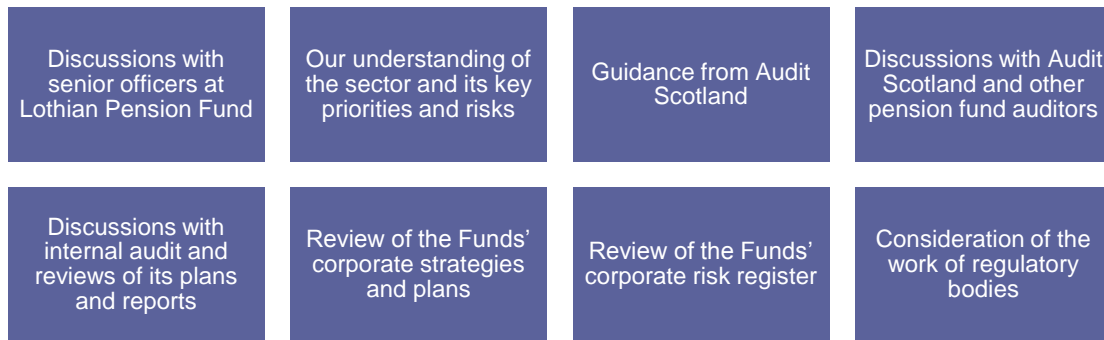 Discussions with
senior officers at
Lothian Pension Fund
Our understanding of
the sector and its key
priorities and risks
Guidance from Audit
Scotland
Discussions with Audit
Scotland and other
pension fund auditors
Discussions with
internal audit and
reviews of its plans
and reports
Review of the Funds’
corporate strategies
and plans
Review of the Funds’
corporate risk register
Consideration of the
work of regulatory
bodies